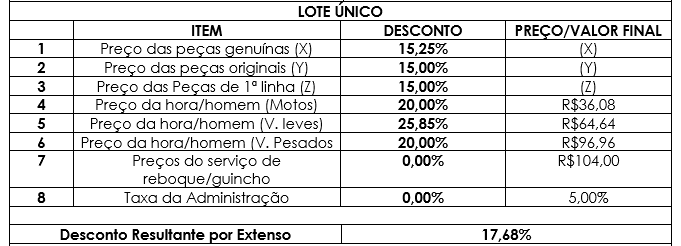 LOTE ÚNICO
ITEM DESCONTO PREÇO/VALOR FINAL
1 Preço das peças genuínas (X) 15,25% (X)
2 Preço das peças originais (Y) 15,00% (Y)
3 Preço das Peças de 1ª linha (Z) 15,00% (Z)
4 Preço da hora/homem (Motos) 20,00% R$36,08
5 Preço da hora/homem (V. leves) 25,85% R$64,64
6 Preço da hora/homem (V. Pesados 20,00% R$96,96
7 Preços do serviço de 0,00% R$104,00
reboque/guincho
8 Taxa da Administração 0,00% 5,00%
Desconto Resultante por Extenso 17,68%